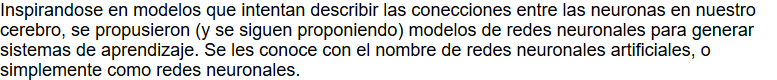 Inspirandose en modelos que intentan describir las conecciones entre las neuronas en nuestro
cerebro, se propusieron (y se siguen proponiendo) modelos de redes neuronales para generar
sistemas de aprendizaje. Se les conoce con el nombre de redes neuronales artificiales, o
simplemente como redes neuronales.